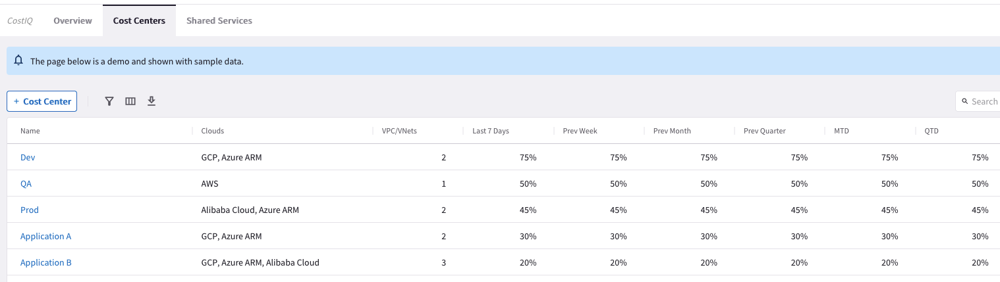 CostIQ Overview Cost Centers Shared Services
The page below is a demo and shown with sample data.
+ Cost Center Search
Name Clouds VPC/VNets Last 7 Days Prev Week Prev Month Prev Quarter MTD QTD
Dev GCP, Azure ARM 2 75% 75% 75% 75% 75% 75%
QA AWS 1 50% 50% 50% 50% 50% 50%
Prod Alibaba Cloud, Azure ARM 2 45% 45% 45% 45% 45% 45%
Application A GCP, Azure ARM 2 30% 30% 30% 30% 30% 30%
Application B GCP, Azure ARM, Alibaba Cloud 3 20% 20% 20% 20% 20% 20%